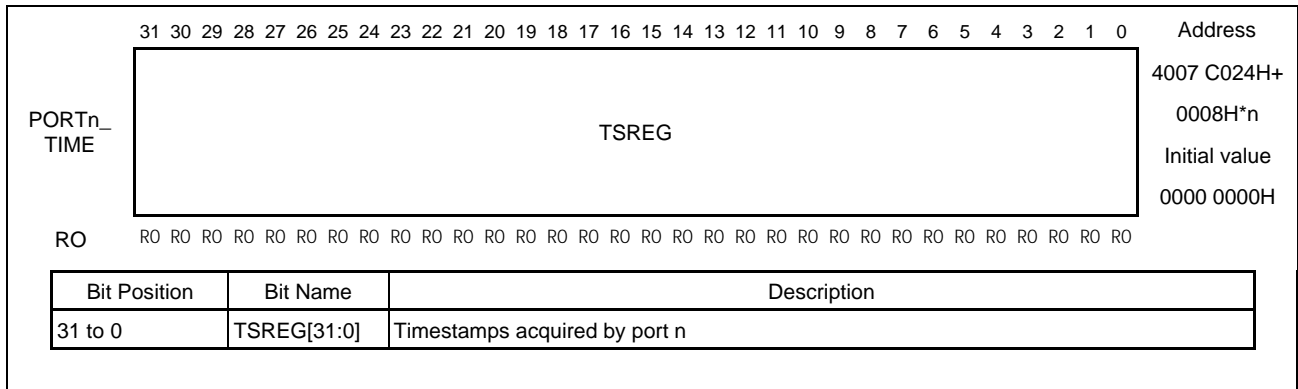 31 30 29 28 27 26 25 24 23 22 21 20 19 18 17 16 15 14 13 12 11 10 9 8 7 6 5 4 3 2 1 0 Address
4007 C024H+
PORTn_
TIME
TSREG
0008H*n
Initial value
0000 0000H
RO RO RO RO RO RO RO RO RO RO RO RO RO RO RO RO RO RO RO RO RO RO RO RO RO RO RO RO RO RO RO RO RO
Bit Position Bit Name Description
31 to 0 TSREG[31:0] Timestamps acquired by port n